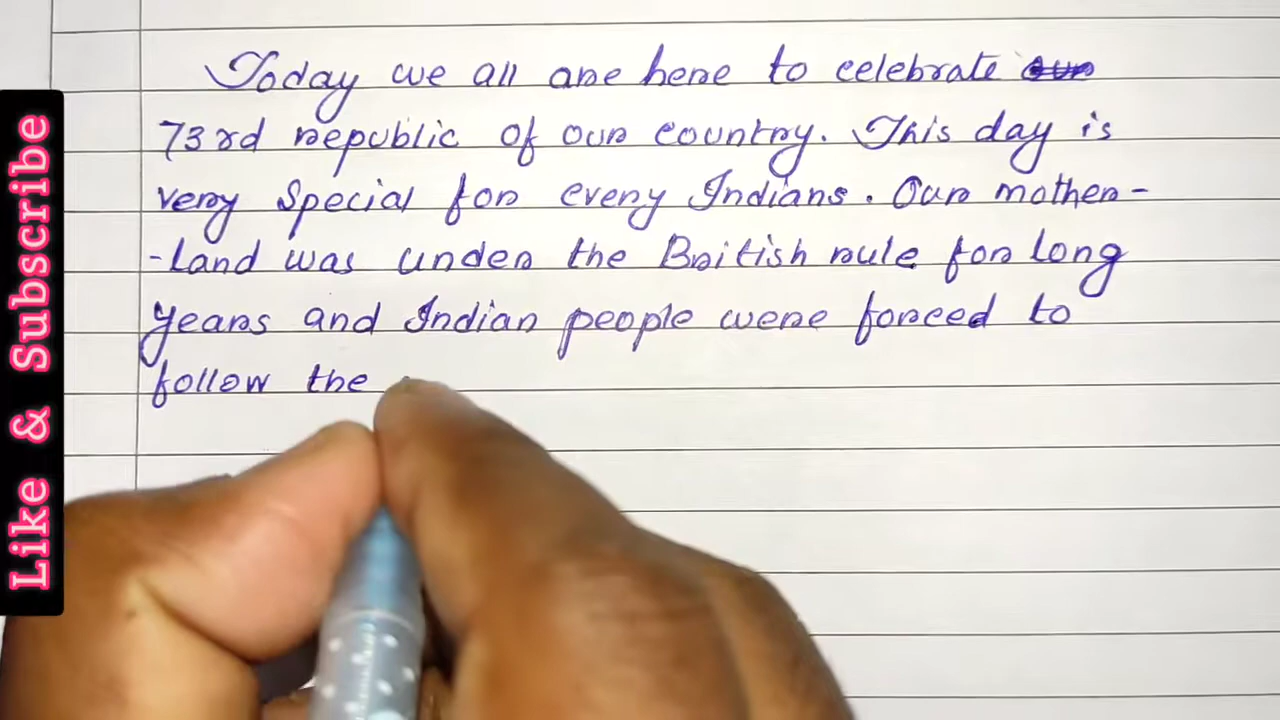 Today we all are here to celebrate our
73rd republic of our country. This day is
very Special for every Indians. Our mother-
-land was under the British rule for long
years and Indian people were forced to
follow the
Like & Subscribe